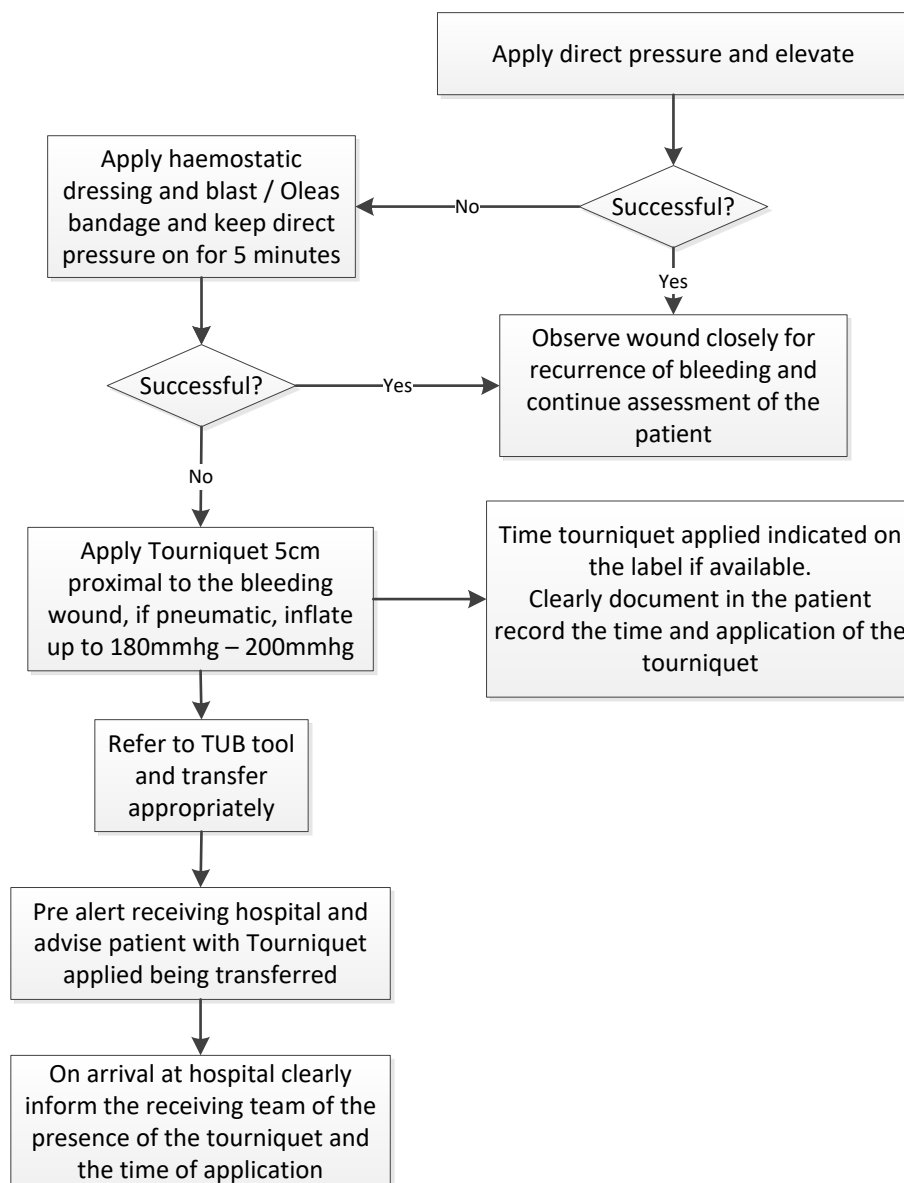 Apply direct pressure and elevate
Successful?
No
Yes
Apply haemostatic
dressing and blast / Oleas
bandage and keep direct
pressure on for 5 minutes
Observe wound closely for
recurrence of bleeding and
continue assessment of the
patient
Successful?
Yes
No
Apply Tourniquet 5cm
proximal to the bleeding
wound, if pneumatic, inflate
up to 180mmhg – 200mmhg
Time tourniquet applied indicated on
the label if available.
Clearly document in the patient
record the time and application of the
tourniquet
Refer to TUB tool
and transfer
appropriately
Pre alert receiving hospital and
advise patient with Tourniquet
applied being transferred
On arrival at hospital clearly
inform the receiving team of the
presence of the tourniquet and
the time of application